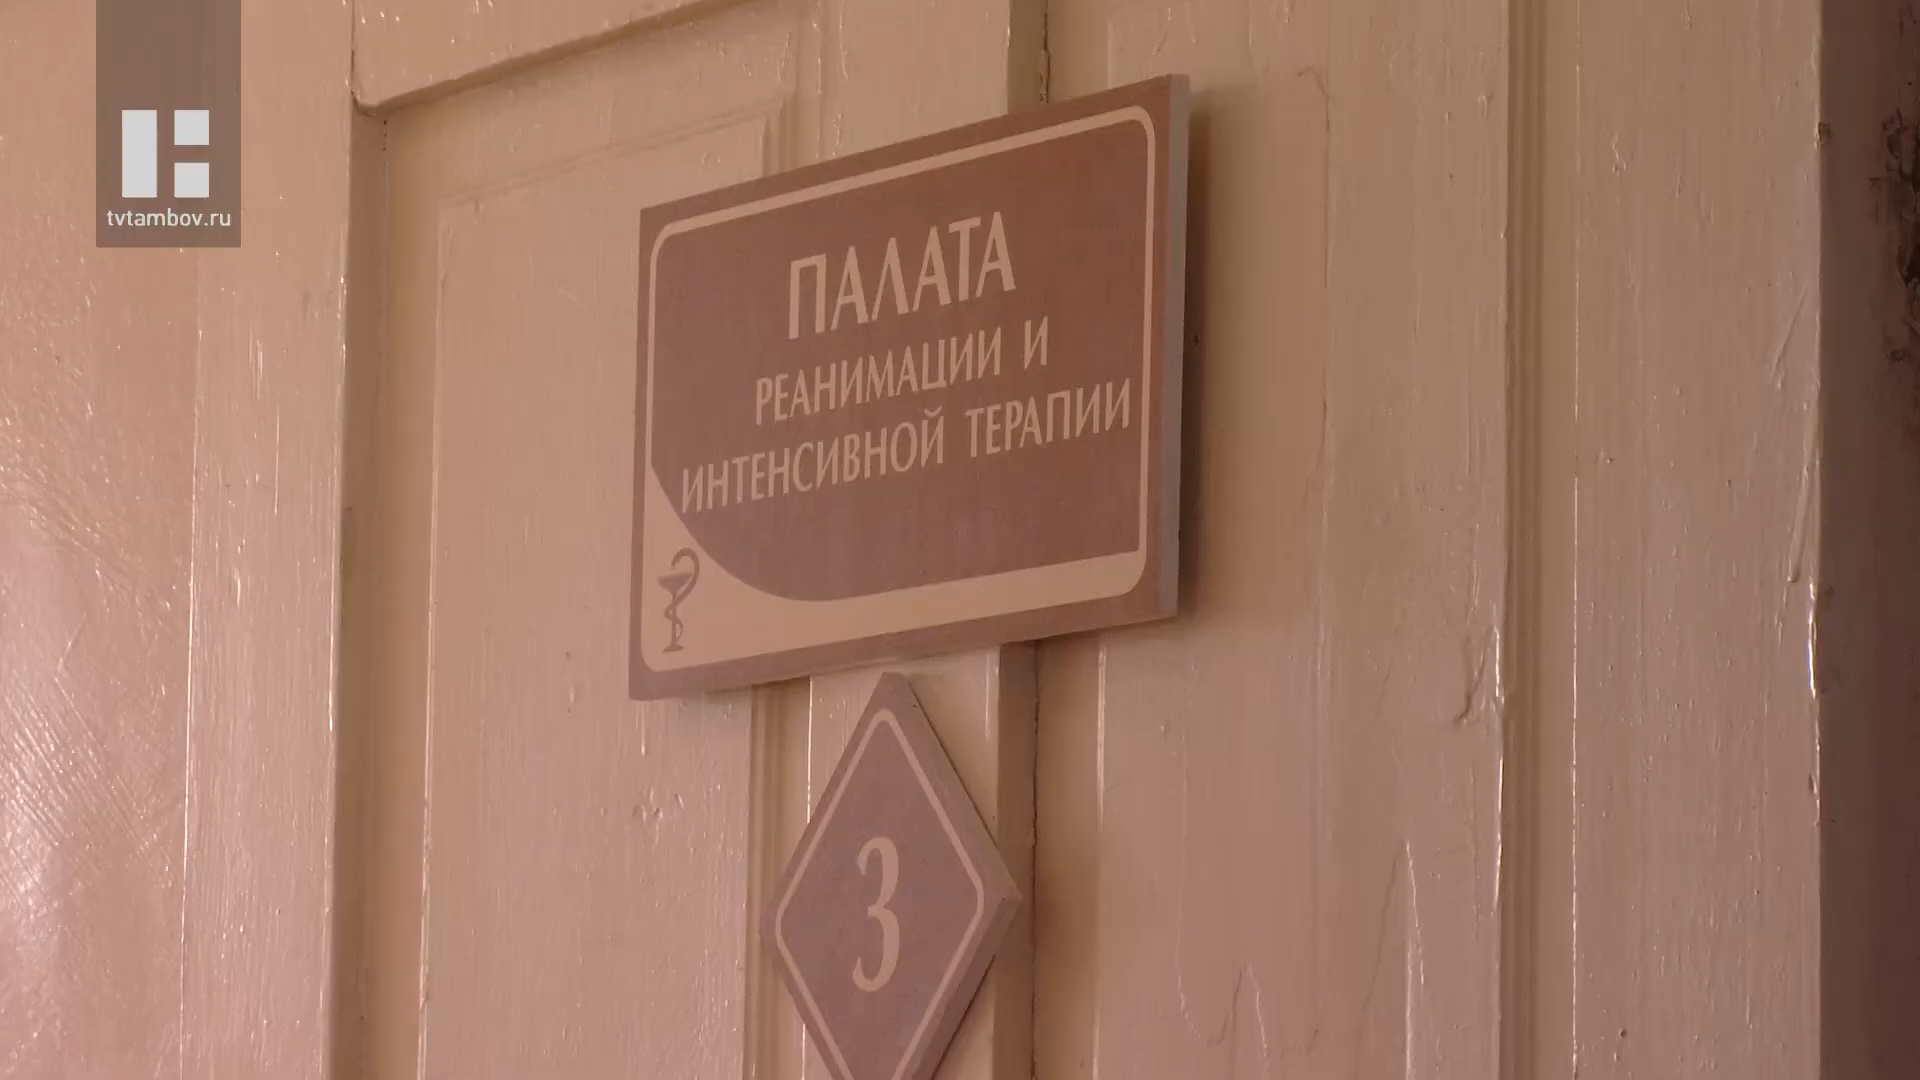 tvtambov.ru
ПАЛАТА
РЕАНИМАЦИИ И
ИНТЕНСИВНОЙ ТЕРАПИИ
3